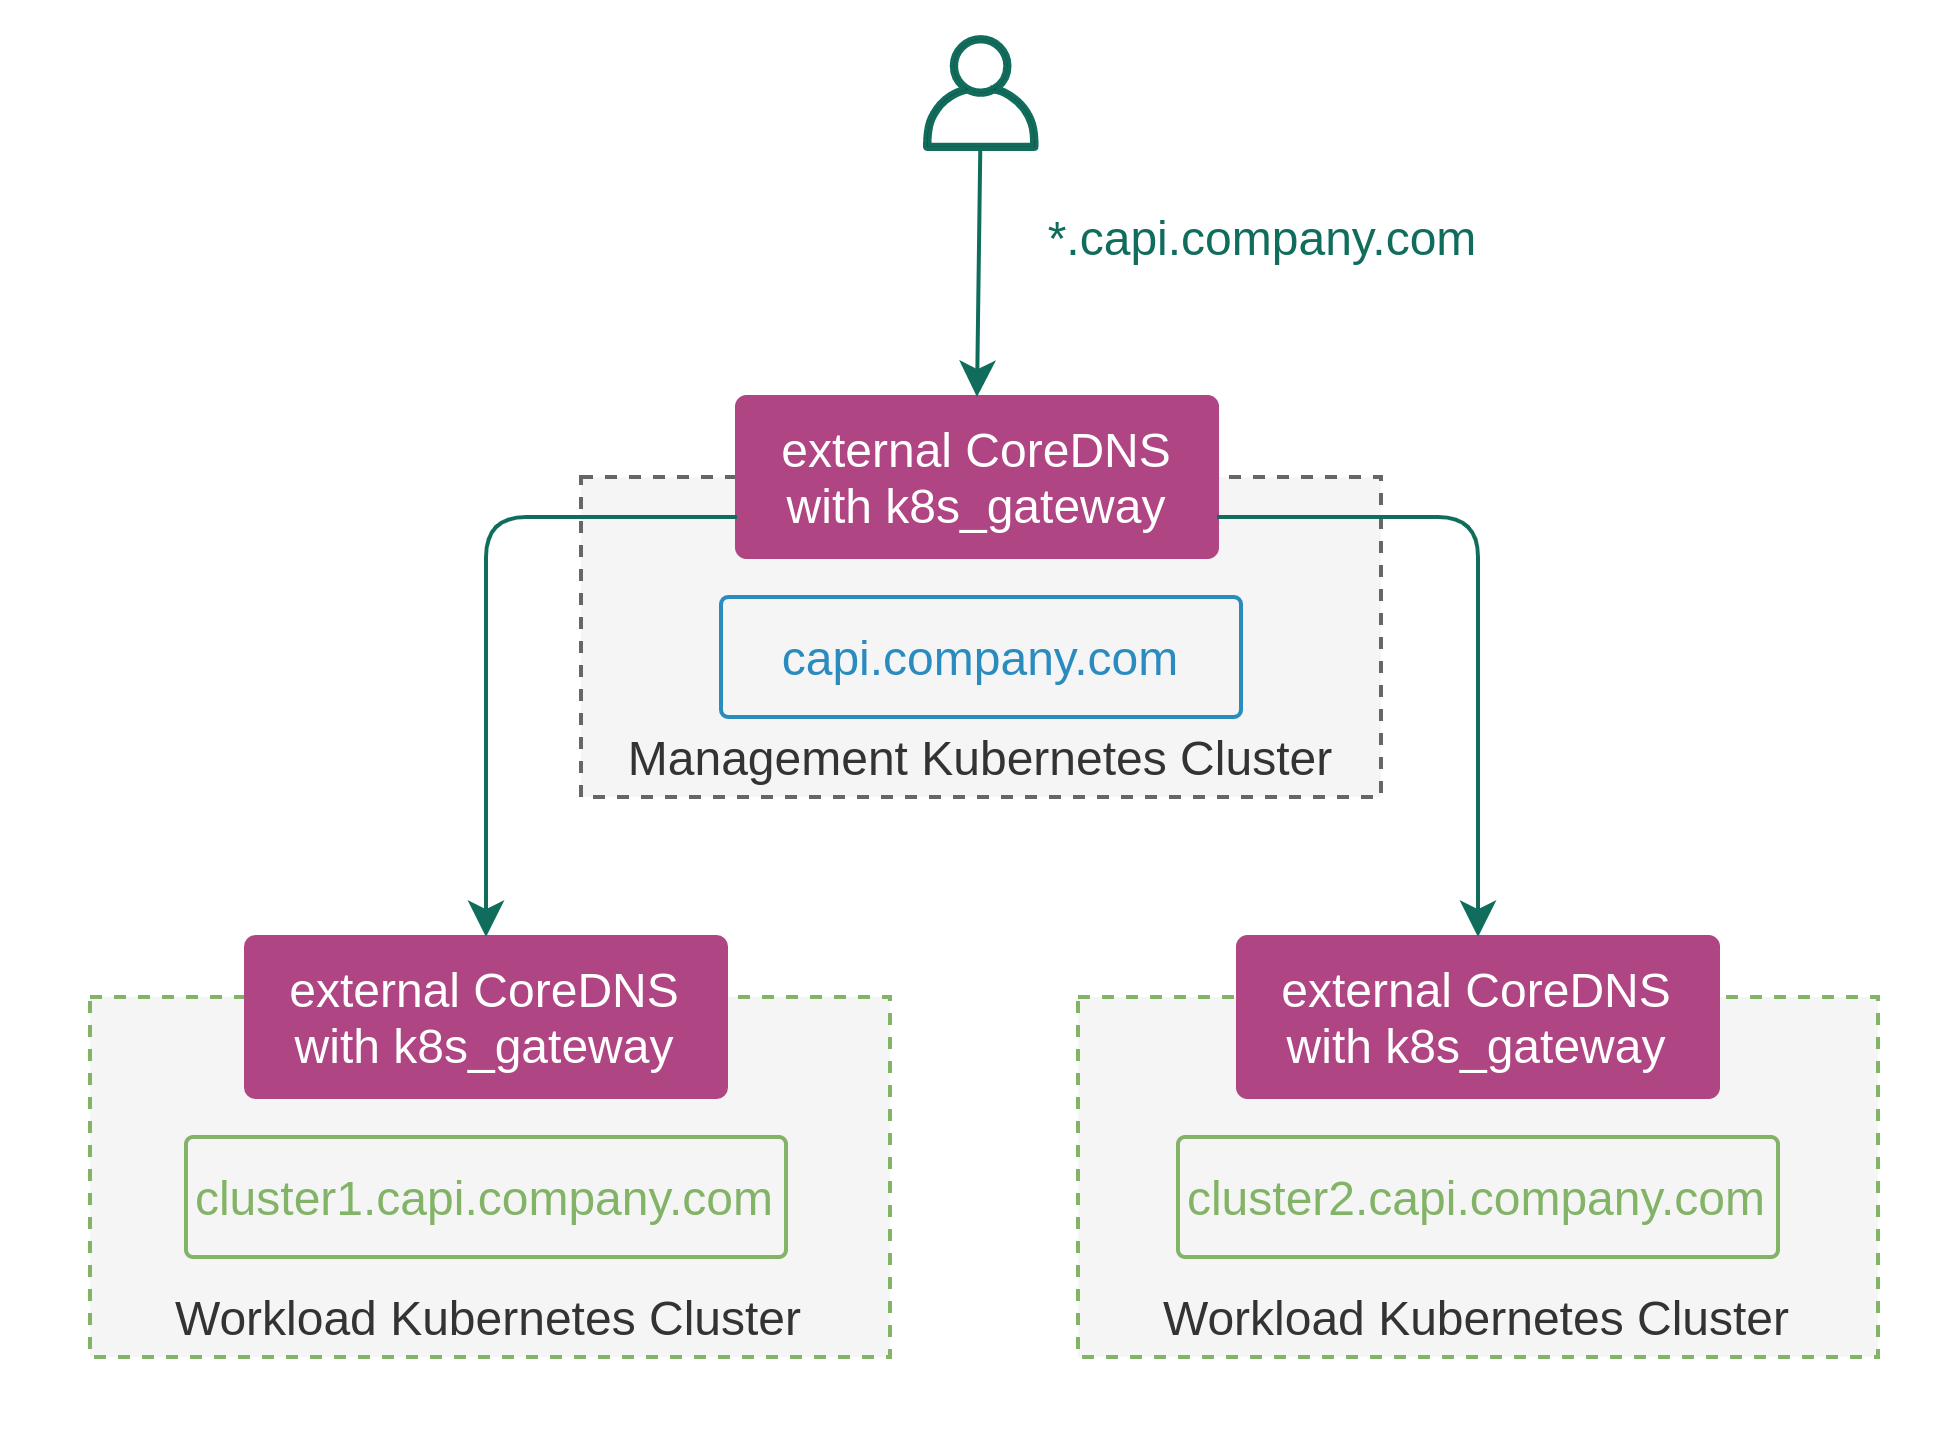 *.capi.company.com
external CoreDNS
with k8s_gateway
capi.company.com
Management Kubernetes Cluster
external CoreDNS
with k8s_gateway
cluster1.capi.company.com
Workload Kubernetes Cluster
external CoreDNS
with k8s_gateway
cluster2.capi.company.com
Workload Kubernetes Cluster